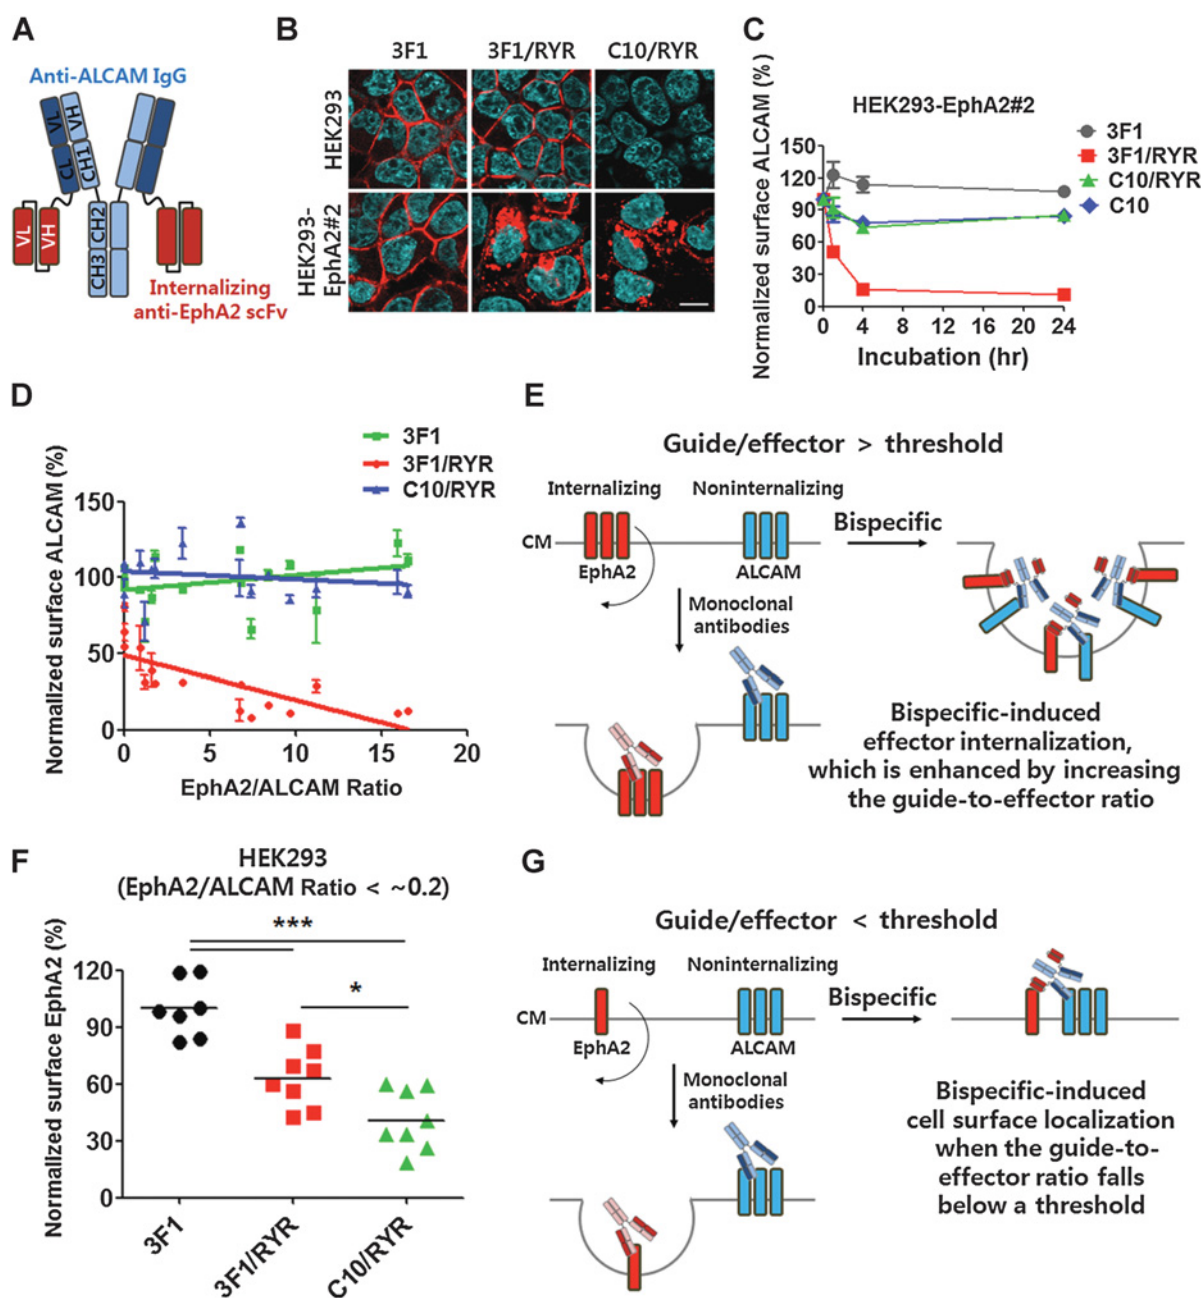 A
Anti-ALCAM IgG
VL
VH
CL
CH1
VL
VH
CH3 CH2
Internalizing
anti-EphA2 scFv
B
3F1
3F1/RYR
C10/RYR
HEK293
HEK293-
EphA2#2
C
HEK293-EphA2#2
Normalized surface ALCAM (%)
150
120
90
60
30
0
0
4
8
12
16
20
24
Incubation (hr)
3F1
3F1/RYR
C10/RYR
C10
D
3F1
3F1/RYR
C10/RYR
Normalized surface ALCAM (%)
150
100
50
0
0
5
10
15
20
EphA2/ALCAM Ratio
E
Guide/effector > threshold
Internalizing
Noninternalizing
Bispecific
CM
EphA2
ALCAM
Monoclonal
antibodies
Bispecific-induced
effector internalization,
which is enhanced by increasing
the guide-to-effector ratio
F
HEK293
(EphA2/ALCAM Ratio < ~0.2)
***
*
Normalized surface EphA2 (%)
120
90
60
30
0
3F1
3F1/RYR
C10/RYR
G
Guide/effector < threshold
Internalizing
Noninternalizing
Bispecific
CM
EphA2
ALCAM
Monoclonal
antibodies
Bispecific-induced
cell surface localization
when the guide-to-
effector ratio falls
below a threshold